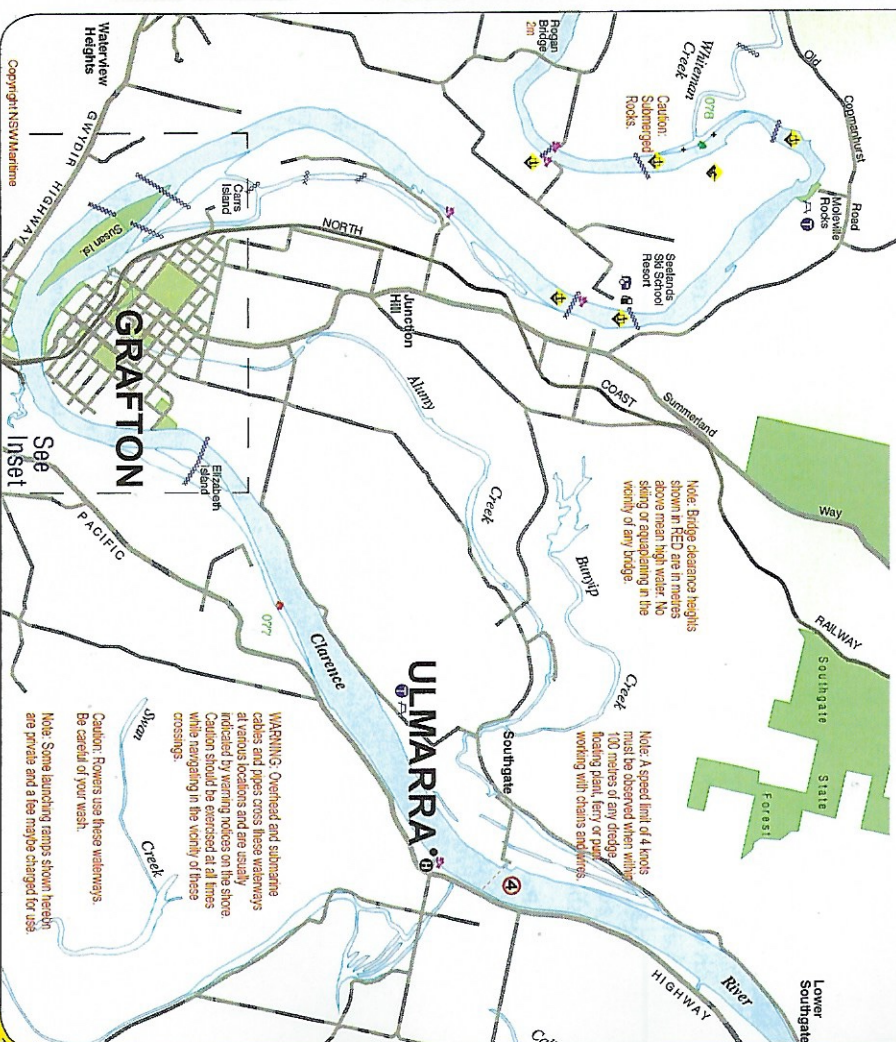 Waterview
Heights
Copyright NSW Maritime
GWYDIR HIGHWAY
Rogan
Bridge
2m
Whiteman
Creek
078
Caution:
Submerged
Rocks.
Old
Copmanhurst
Road
Moleville
Rocks
Seelands
Ski School
Resort
Carrs
Island
Susan Isl.
NORTH
COAST
RAILWAY
Junction
Hill
Summerland
Way
GRAFTON
See
Inset
Elizabeth
Island
PACIFIC
HIGHWAY
Alumy
Creek
Bunyip
Creek
Note: Bridge clearance heights
shown in RED are in metres
above mean high water. No
skiing or aquaplaning in the
vicinity of any bridge.
Southgate
State
Forest
077
Clarence
River
ULMARRA
Southgate
Note: A speed limit of 4 knots
must be observed when within
100 metres of any dredge,
floating plant, ferry or punt
working with chains and wires.
4
WARNING: Overhead and submarine
cables and pipes cross these waterways
at various locations and are usually
indicated by warning notices on the shore.
Caution should be exercised at all times
while navigating in the vicinity of these
crossings.
Caution: Rowers use these waterways.
Be careful of your wash.
Note: Some launching ramps shown hereon
are private and a fee maybe charged for use.
Swan
Creek
Lower
Southgate